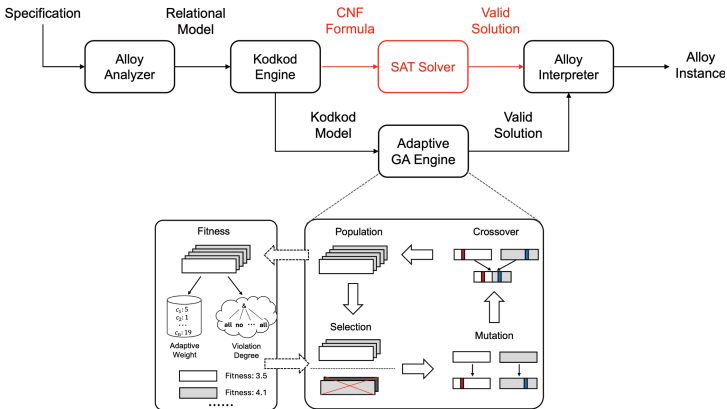 Specification
Relational
Model
CNF
Formula
Valid
Solution
Alloy
Analyzer
Kodkod
Engine
SAT Solver
Alloy
Interpreter
Alloy
Instance
Kodkod
Model
Adaptive
GA Engine
Valid
Solution
Fitness
c₁: 5
c₂: 1
...
cₙ: 19
Adaptive
Weight
&
all no ... all
Violation
Degree
Fitness: 3.5
Fitness: 4.1
......
Population
Crossover
Selection
Mutation